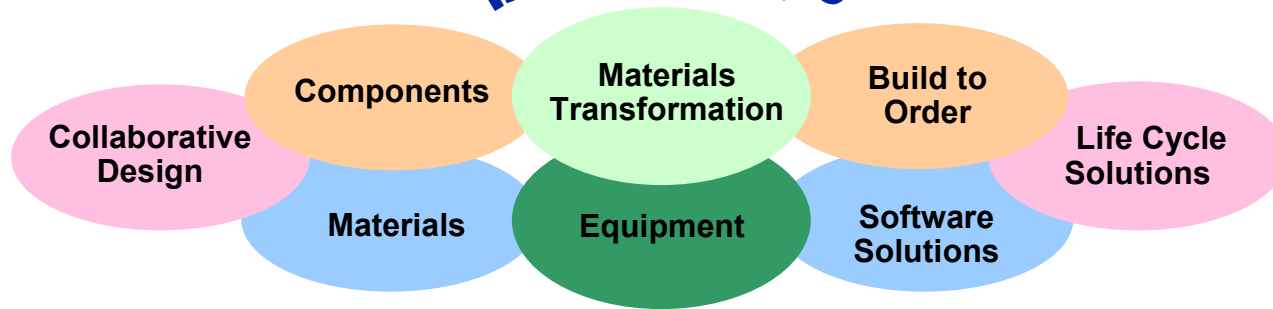 Collaborative
Design
Components
Materials
Materials
Transformation
Equipment
Build to
Order
Software
Solutions
Life Cycle
Solutions